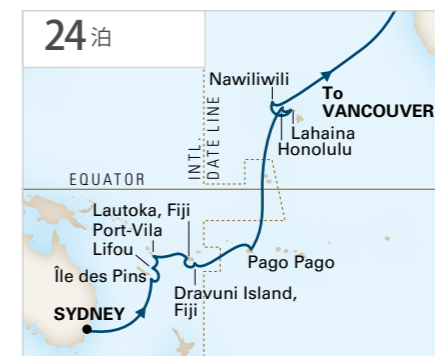 24泊
Nawiliwili
To
VANCOUVER
Lahaina
Honolulu
INTL.
DATE LINE
EQUATOR
Lautoka, Fiji
Port-Vila
Lifou
Île des Pins
Pago Pago
Dravuni Island,
Fiji
SYDNEY